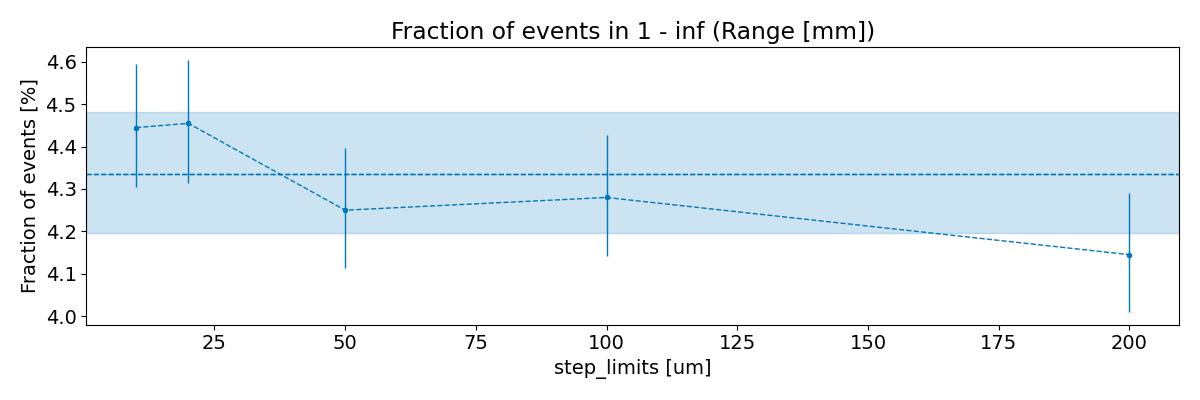 Fraction of events in 1 - inf (Range [mm])
Fraction of events [%]
4.6
4.5
4.4
4.3
4.2
4.1
4.0
25 50 75 100 125 150 175 200
step_limits [um]